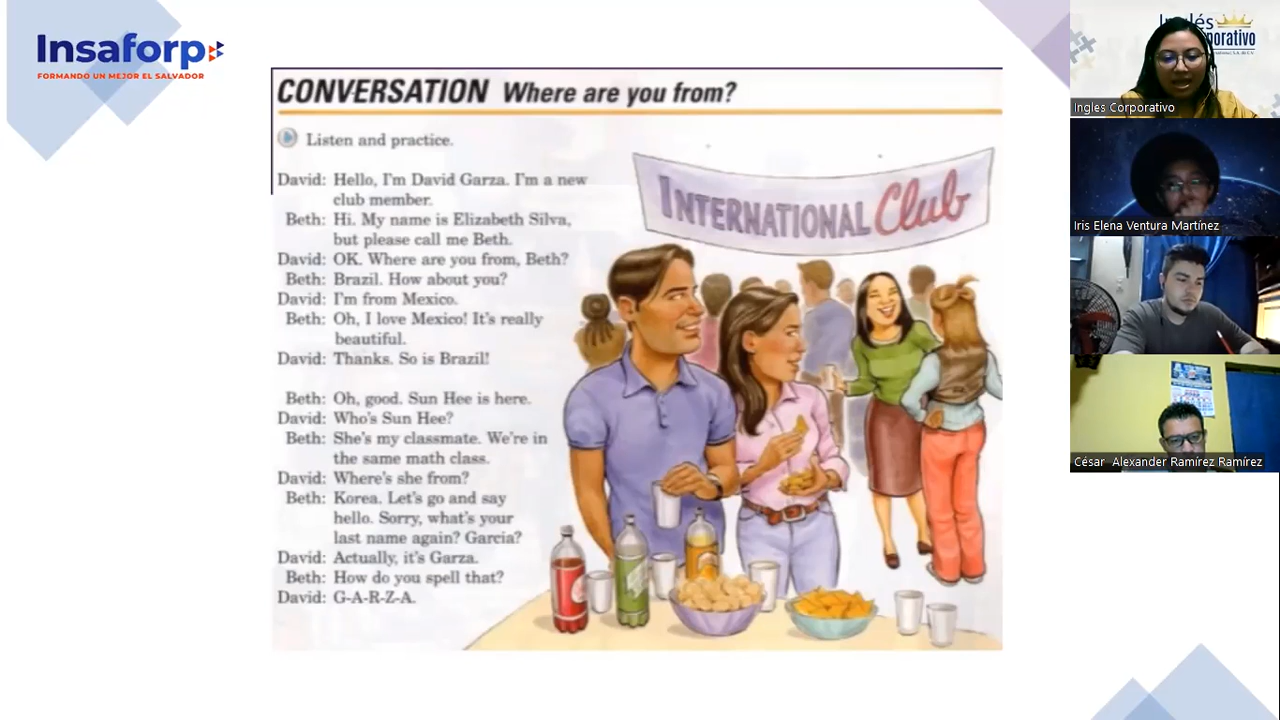 Insaforp
FORMANDO UN MEJOR EL SALVADOR
CONVERSATION Where are you from?
Listen and practice.
INTERNATIONAL Club
David: Hello, I'm David Garza. I'm a new
club member.
Beth: Hi. My name is Elizabeth Silva,
but please call me Beth.
David: OK. Where are you from, Beth?
Beth: Brazil. How about you?
David: I'm from Mexico.
Beth: Oh, I love Mexico! It's really
beautiful.
David: Thanks. So is Brazil!
Beth: Oh, good. Sun Hee is here.
David: Who's Sun Hee?
Beth: She's my classmate. We're in
the same math class.
David: Where's she from?
Beth: Korea. Let's go and say
hello. Sorry, what's your
last name again? Garcia?
David: Actually, it's Garza.
Beth: How do you spell that?
David: G-A-R-Z-A.
Ingles Corporativo
Iris Elena Ventura Martínez
César Alexander Ramírez Ramírez